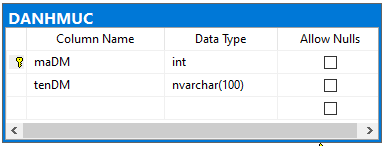 DANHMUC
Column Name Data Type Allow Nulls
maDM int
tenDM nvarchar(100)